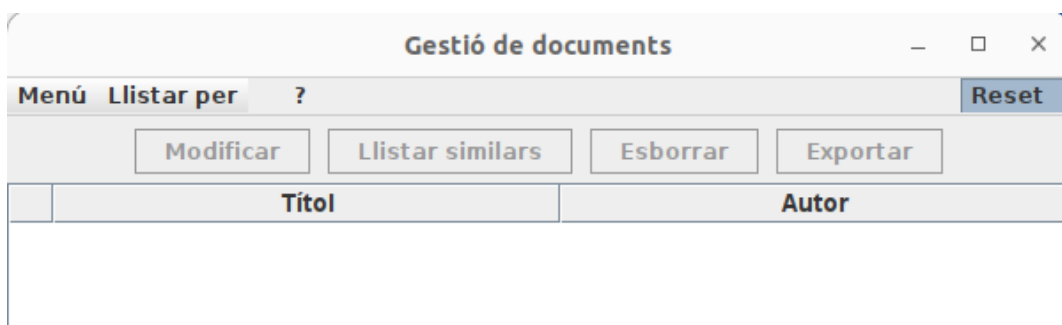 Gestió de documents
Menú Llistar per ? Reset
Modificar Llistar similars Esborrar Exportar
Títol Autor